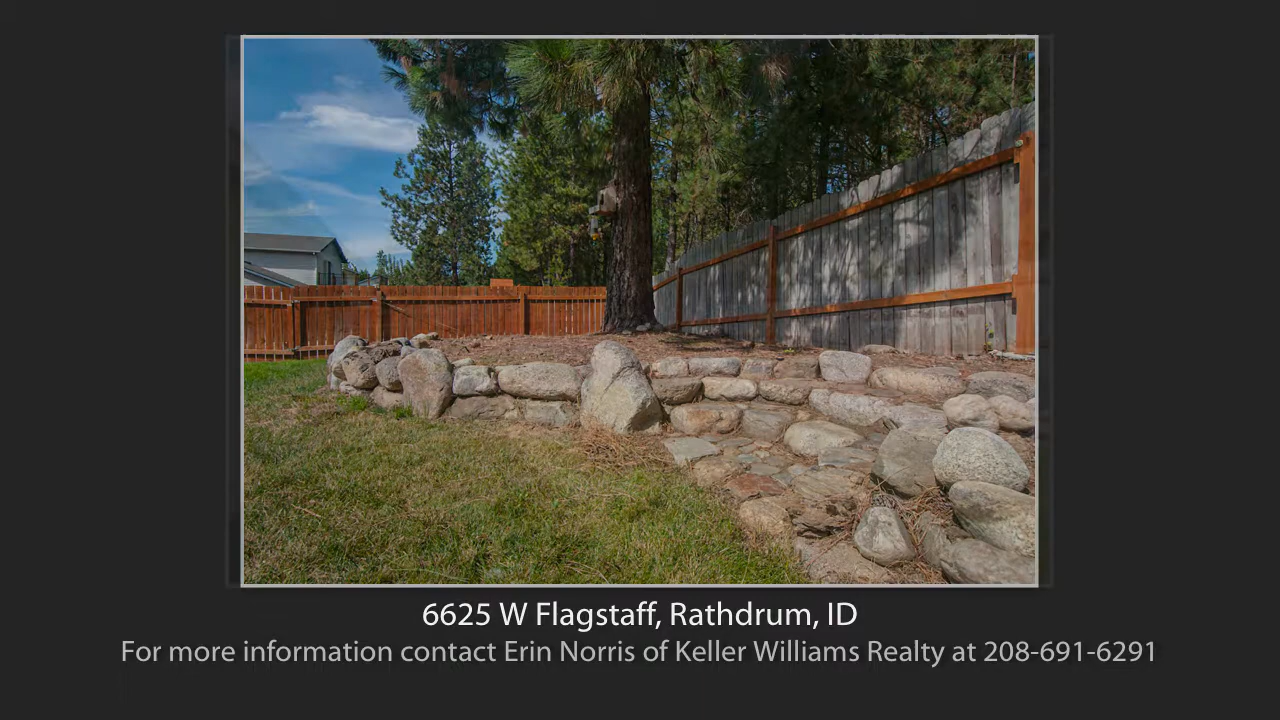 6625 W Flagstaff, Rathdrum, ID
For more information contact Erin Norris of Keller Williams Realty at 208-691-6291